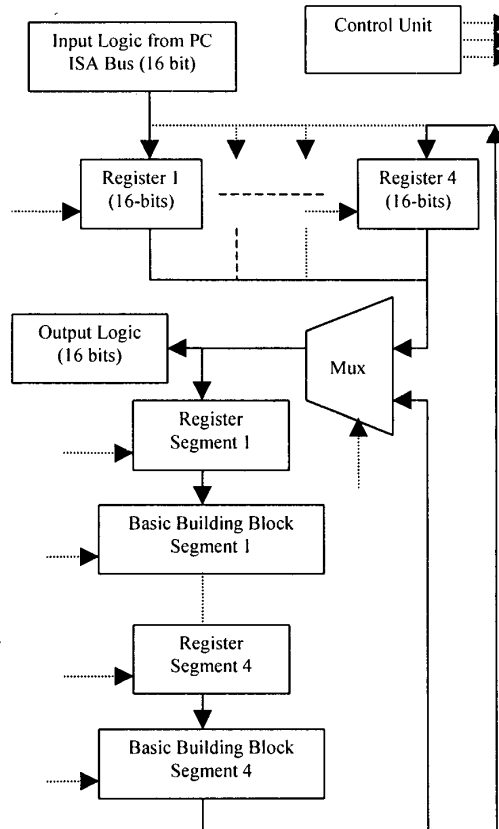 Input Logic from PC
ISA Bus (16 bit)
Control Unit
Register 1
(16-bits)
Register 4
(16-bits)
Output Logic
(16 bits)
Mux
Register
Segment 1
Basic Building Block
Segment 1
Register
Segment 4
Basic Building Block
Segment 4